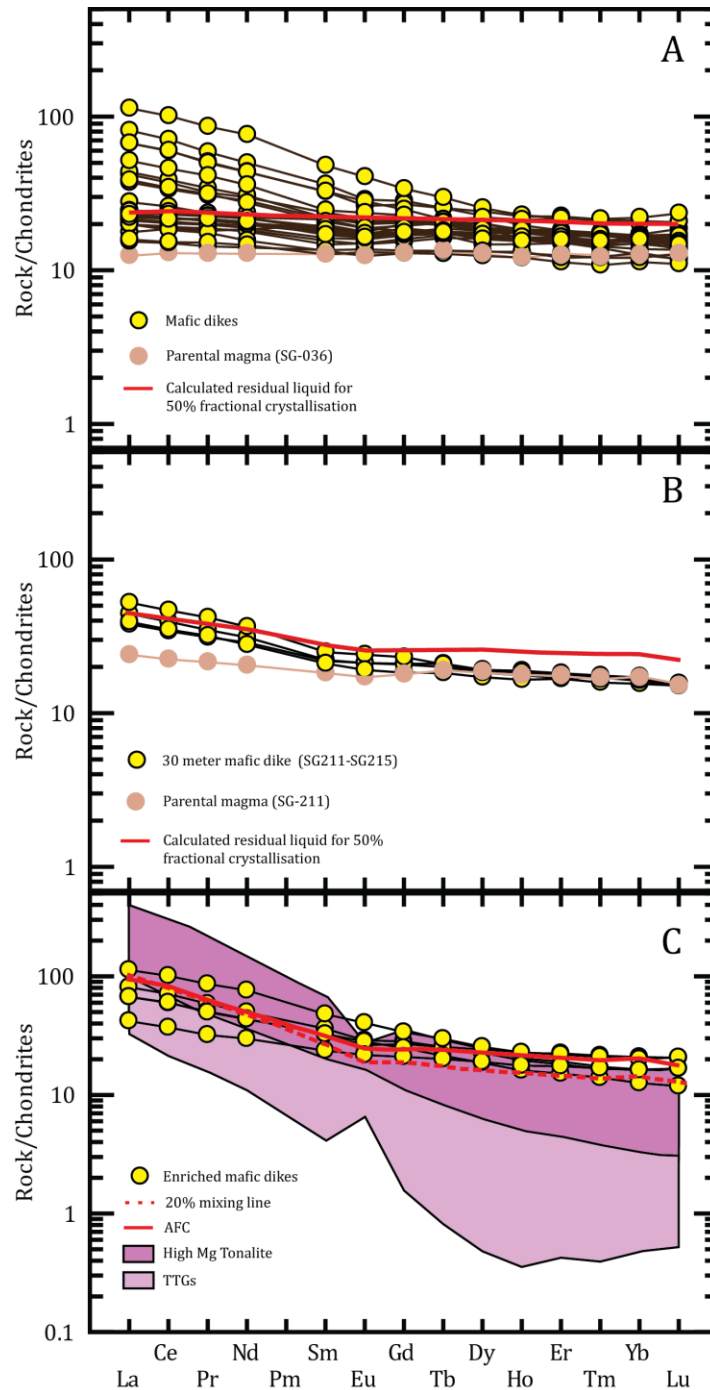 A
100
10
1
Rock/Chondrites
Mafic dikes
Parental magma (SG-036)
Calculated residual liquid for
50% fractional crystallisation
B
100
10
1
Rock/Chondrites
30 meter mafic dike (SG211-SG215)
Parental magma (SG-211)
Calculated residual liquid for 50%
fractional crystallisation
C
100
10
1
0.1
Rock/Chondrites
Enriched mafic dikes
20% mixing line
AFC
High Mg Tonalite
TTGs
Ce Nd Sm Gd Dy Er Yb
La Pr Pm Eu Tb Ho Tm Lu